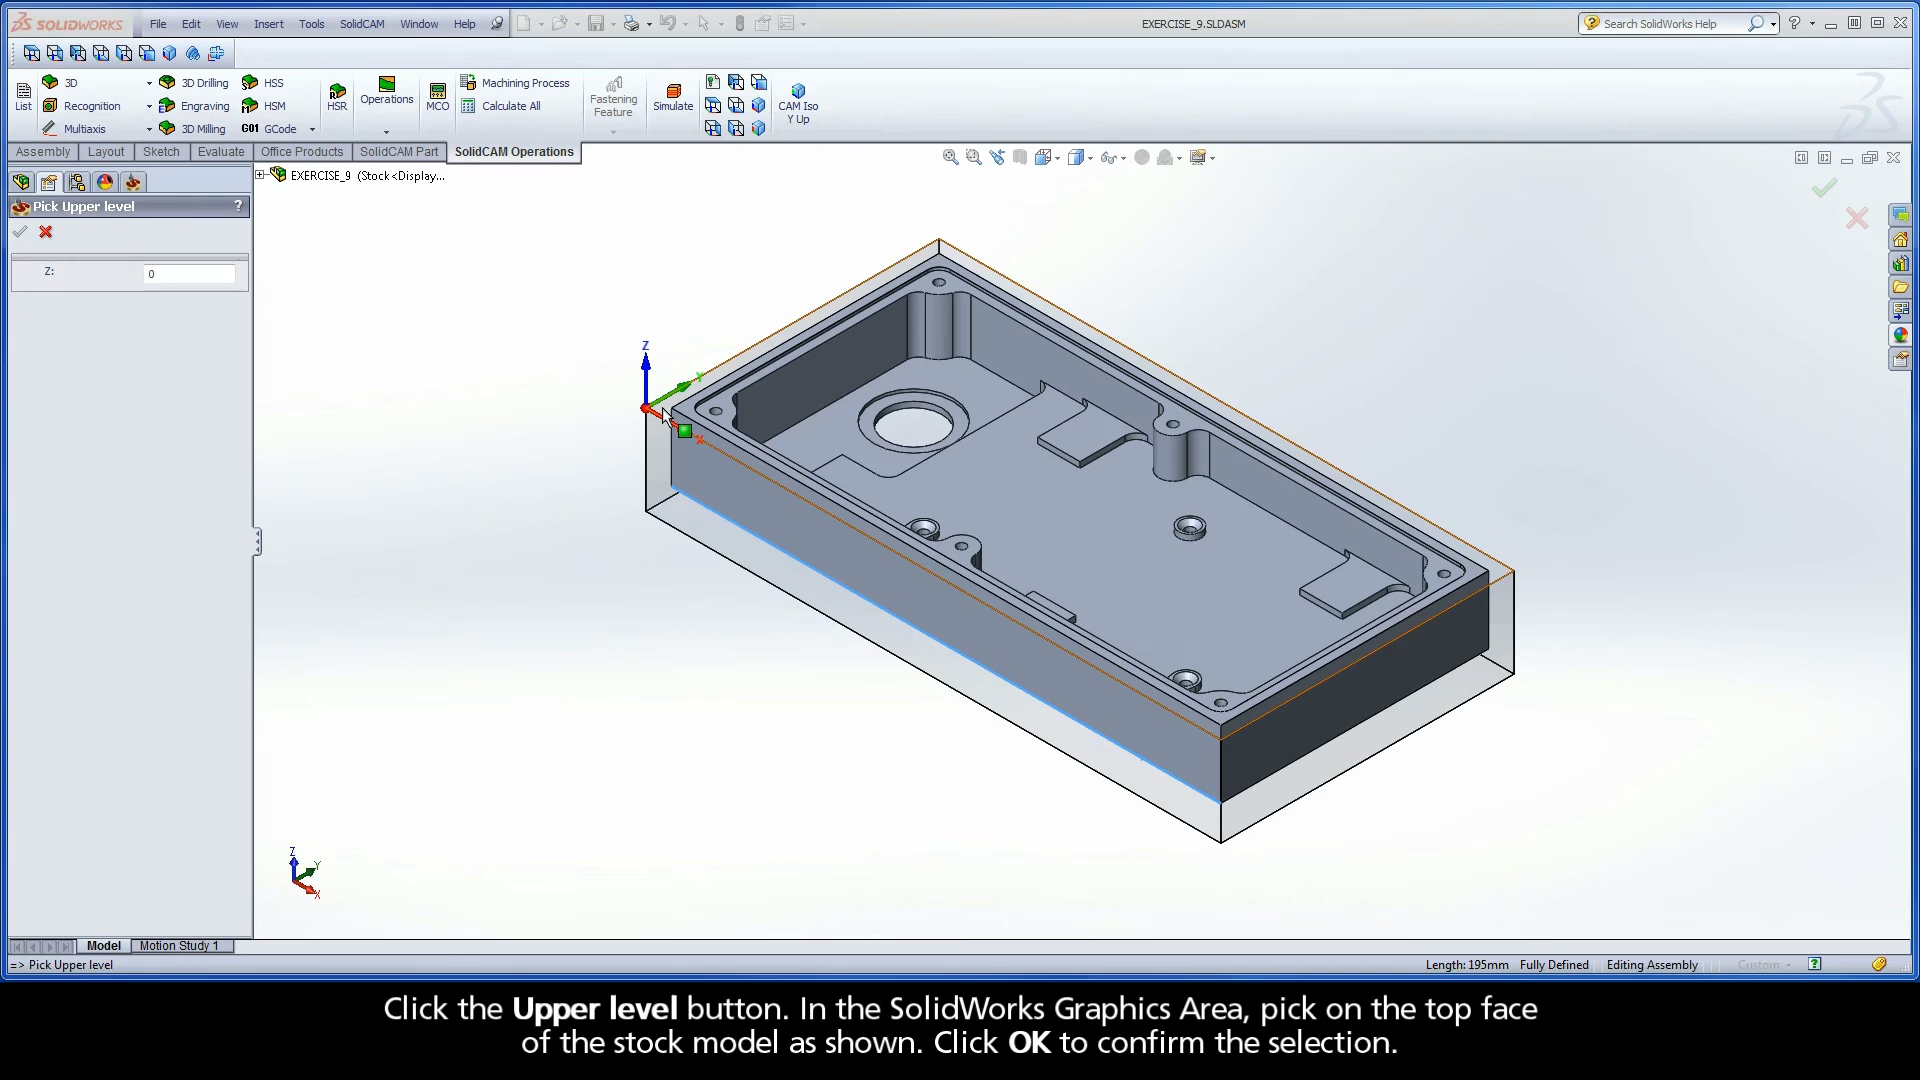 SOLIDWORKS File Edit View Insert Tools SolidCAM Window Help EXERCISE_9.SLDASM Search SolidWorks Help
3D 3D Drilling HSS Machining Process
List Recognition Engraving HSM HSR Operations MCO Calculate All Fastening Feature Simulate CAM Iso Y Up
Multiaxis 3D Milling G01 GCode
Assembly Layout Sketch Evaluate Office Products SolidCAM Part SolidCAM Operations
EXERCISE_9 (Stock<Display...
Pick Upper level ?
Z: 0
Z
Y
X
Z
Y
X
Model Motion Study 1
=> Pick Upper level Length: 195mm Fully Defined Editing Assembly Custom
Click the Upper level button. In the SolidWorks Graphics Area, pick on the top face
of the stock model as shown. Click OK to confirm the selection.